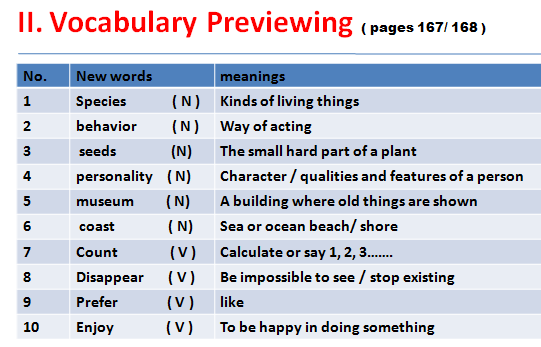 II. Vocabulary Previewing ( pages 167/ 168 )
No. New words meanings
1 Species ( N ) Kinds of living things
2 behavior ( N ) Way of acting
3 seeds (N) The small hard part of a plant
4 personality ( N) Character / qualities and features of a person
5 museum ( N) A building where old things are shown
6 coast ( N) Sea or ocean beach/ shore
7 Count ( V ) Calculate or say 1, 2, 3.......
8 Disappear ( V ) Be impossible to see / stop existing
9 Prefer ( V ) like
10 Enjoy ( V ) To be happy in doing something